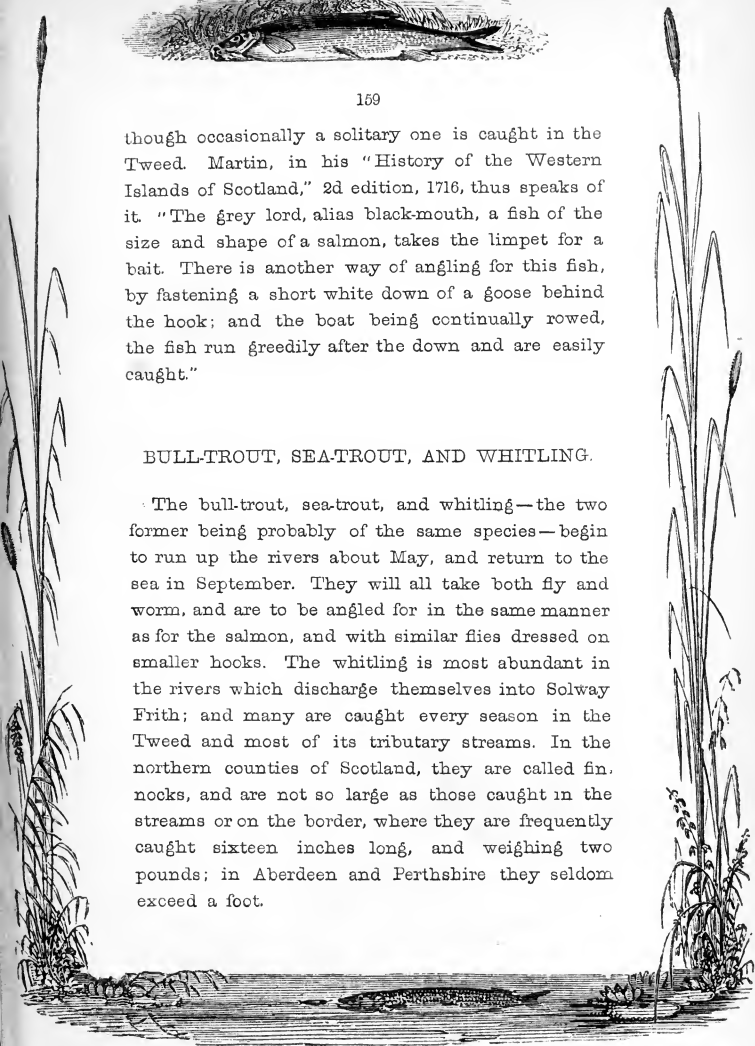 159
though occasionally a solitary one is caught in the
Tweed. Martin, in his "History of the Western
Islands of Scotland," 2d edition, 1716, thus speaks of
it. "The grey lord, alias black-mouth, a fish of the
size and shape of a salmon, takes the limpet for a
bait. There is another way of angling for this fish,
by fastening a short white down of a goose behind
the hook; and the boat being continually rowed,
the fish run greedily after the down and are easily
caught."
BULL-TROUT, SEA-TROUT, AND WHITLING.
The bull-trout, sea-trout, and whitling—the two
former being probably of the same species—begin
to run up the rivers about May, and return to the
sea in September. They will all take both fly and
worm, and are to be angled for in the same manner
as for the salmon, and with similar flies dressed on
smaller hooks. The whitling is most abundant in
the rivers which discharge themselves into Solway
Frith; and many are caught every season in the
Tweed and most of its tributary streams. In the
northern counties of Scotland, they are called fin,
nocks, and are not so large as those caught in the
streams or on the border, where they are frequently
caught sixteen inches long, and weighing two
pounds; in Aberdeen and Perthshire they seldom
exceed a foot.